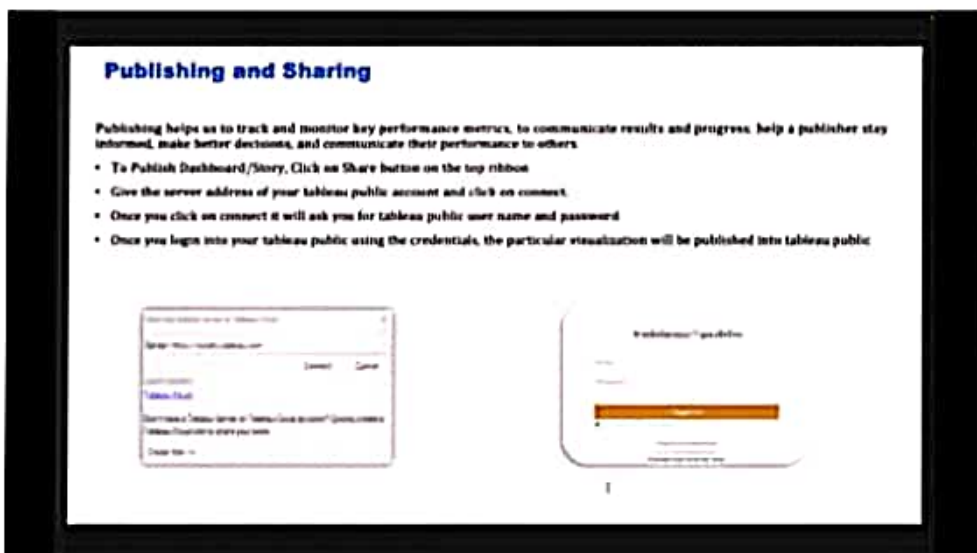 Publishing and Sharing
Publishing helps us to track and monitor key performance metrics, to communicate results and progress, help a publisher stay
informed, make better decisions, and communicate their performance to others
• To Publish Dashboard/Story, Click on Share button on the top ribbon
• Give the server address of your tableau public account and click on connect.
• Once you click on connect it will ask you for tableau public user name and password
• Once you login into your tableau public using the credentials, the particular visualization will be published into tableau public
Connect Cancel
Tableau Cloud